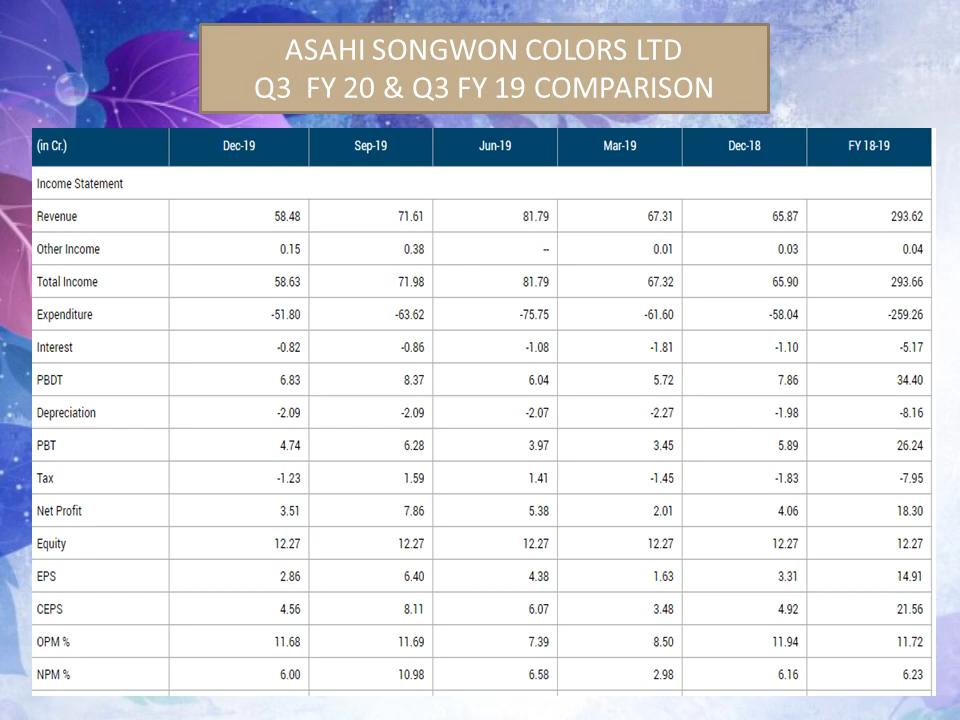 ASAHI SONGWON COLORS LTD
Q3 FY 20 & Q3 FY 19 COMPARISON
(in Cr.) Dec-19 Sep-19 Jun-19 Mar-19 Dec-18 FY 18-19
Income Statement
Revenue 58.48 71.61 81.79 67.31 65.87 293.62
Other Income 0.15 0.38 -- 0.01 0.03 0.04
Total Income 58.63 71.98 81.79 67.32 65.90 293.66
Expenditure -51.80 -63.62 -75.75 -61.60 -58.04 -259.26
Interest -0.82 -0.86 -1.08 -1.81 -1.10 -5.17
PBDT 6.83 8.37 6.04 5.72 7.86 34.40
Depreciation -2.09 -2.09 -2.07 -2.27 -1.98 -8.16
PBT 4.74 6.28 3.97 3.45 5.89 26.24
Tax -1.23 1.59 1.41 -1.45 -1.83 -7.95
Net Profit 3.51 7.86 5.38 2.01 4.06 18.30
Equity 12.27 12.27 12.27 12.27 12.27 12.27
EPS 2.86 6.40 4.38 1.63 3.31 14.91
CEPS 4.56 8.11 6.07 3.48 4.92 21.56
OPM % 11.68 11.69 7.39 8.50 11.94 11.72
NPM % 6.00 10.98 6.58 2.98 6.16 6.23